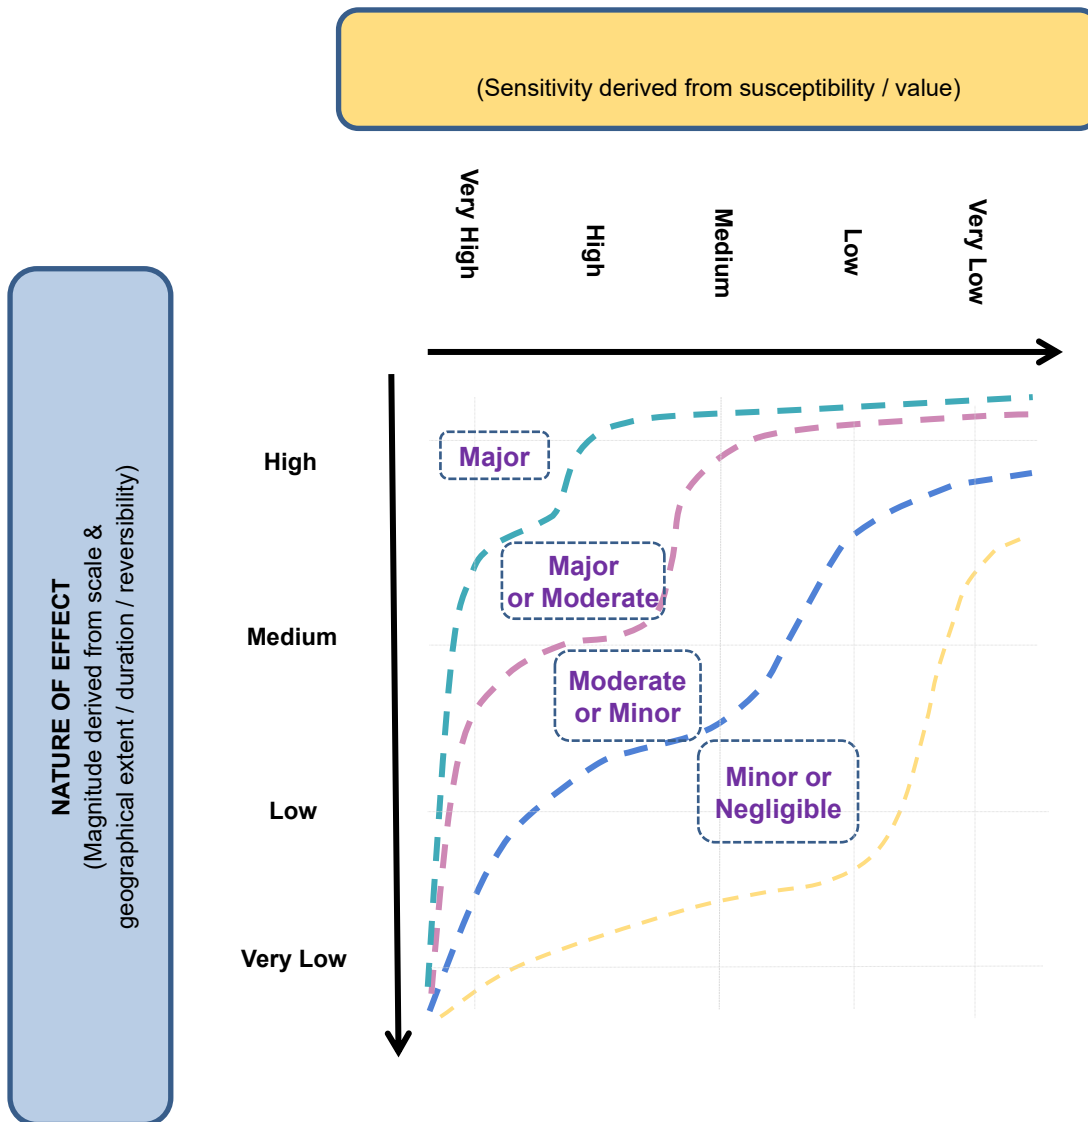 (Sensitivity derived from susceptibility / value)
Very High
High
Medium
Low
Very Low
NATURE OF EFFECT
(Magnitude derived from scale &
geographical extent / duration / reversibility)
High
Medium
Low
Very Low
Major
Major
or Moderate
Moderate
or Minor
Minor or
Negligible